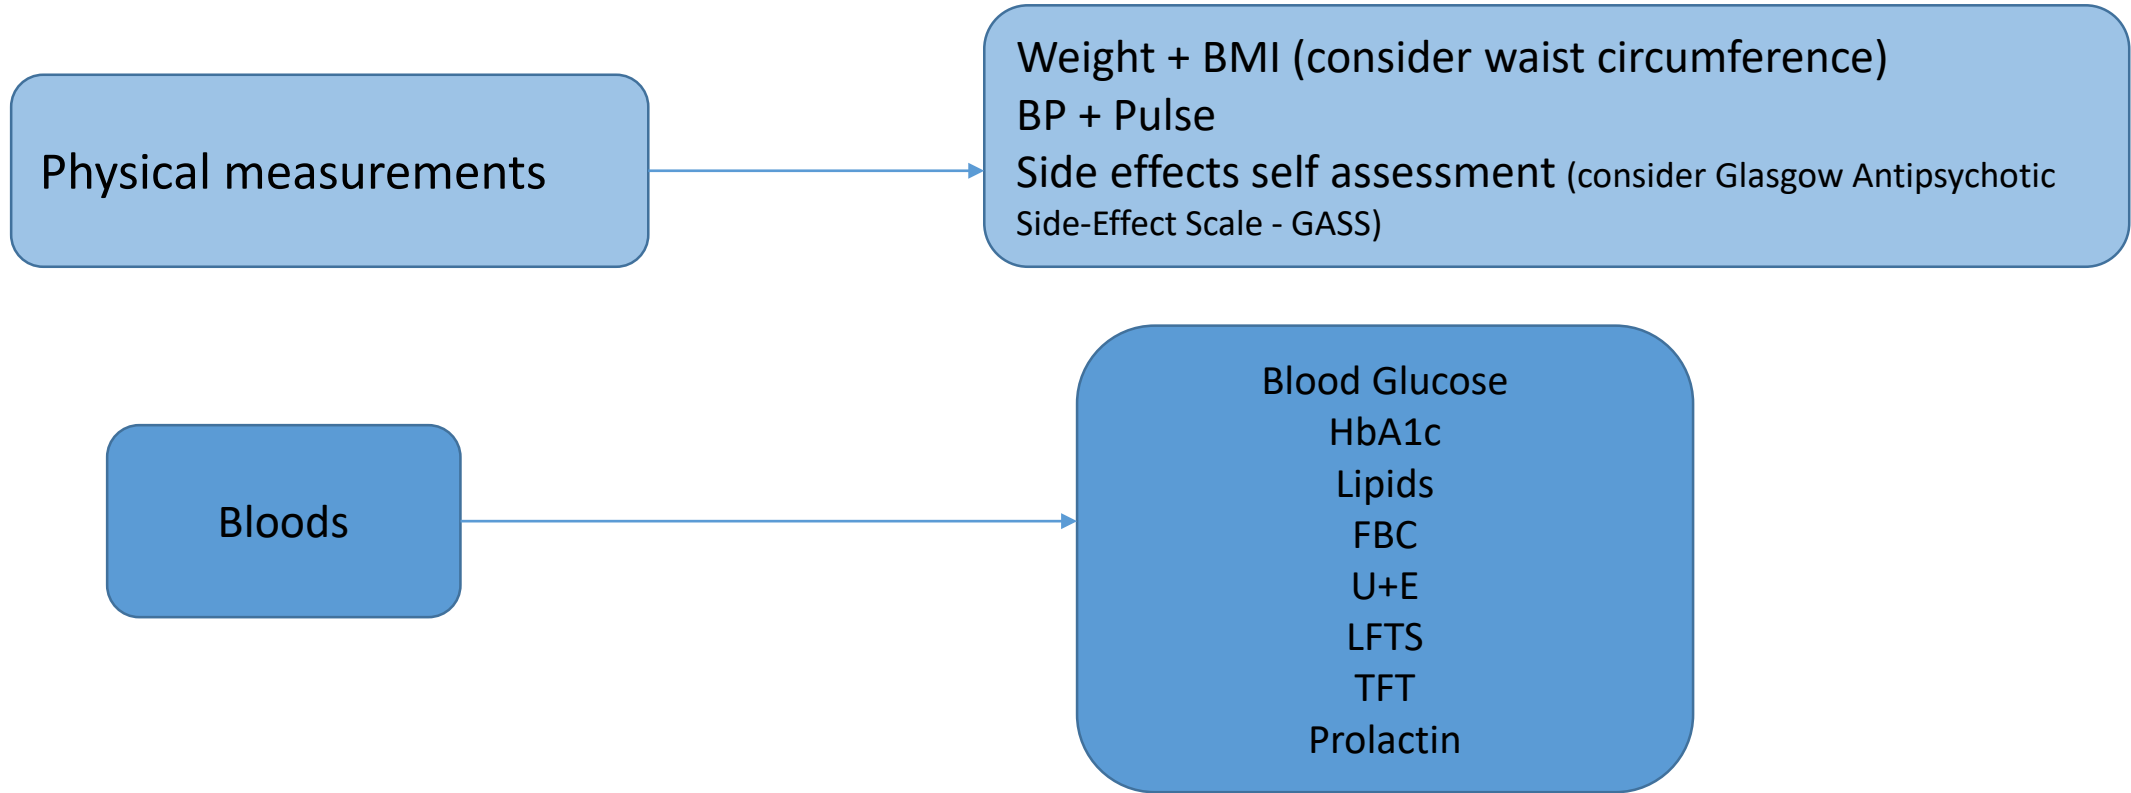 Physical measurements
Weight + BMI (consider waist circumference)
BP + Pulse
Side effects self assessment (consider Glasgow Antipsychotic
Side-Effect Scale - GASS)
Bloods
Blood Glucose
HbA1c
Lipids
FBC
U+E
LFTS
TFT
Prolactin